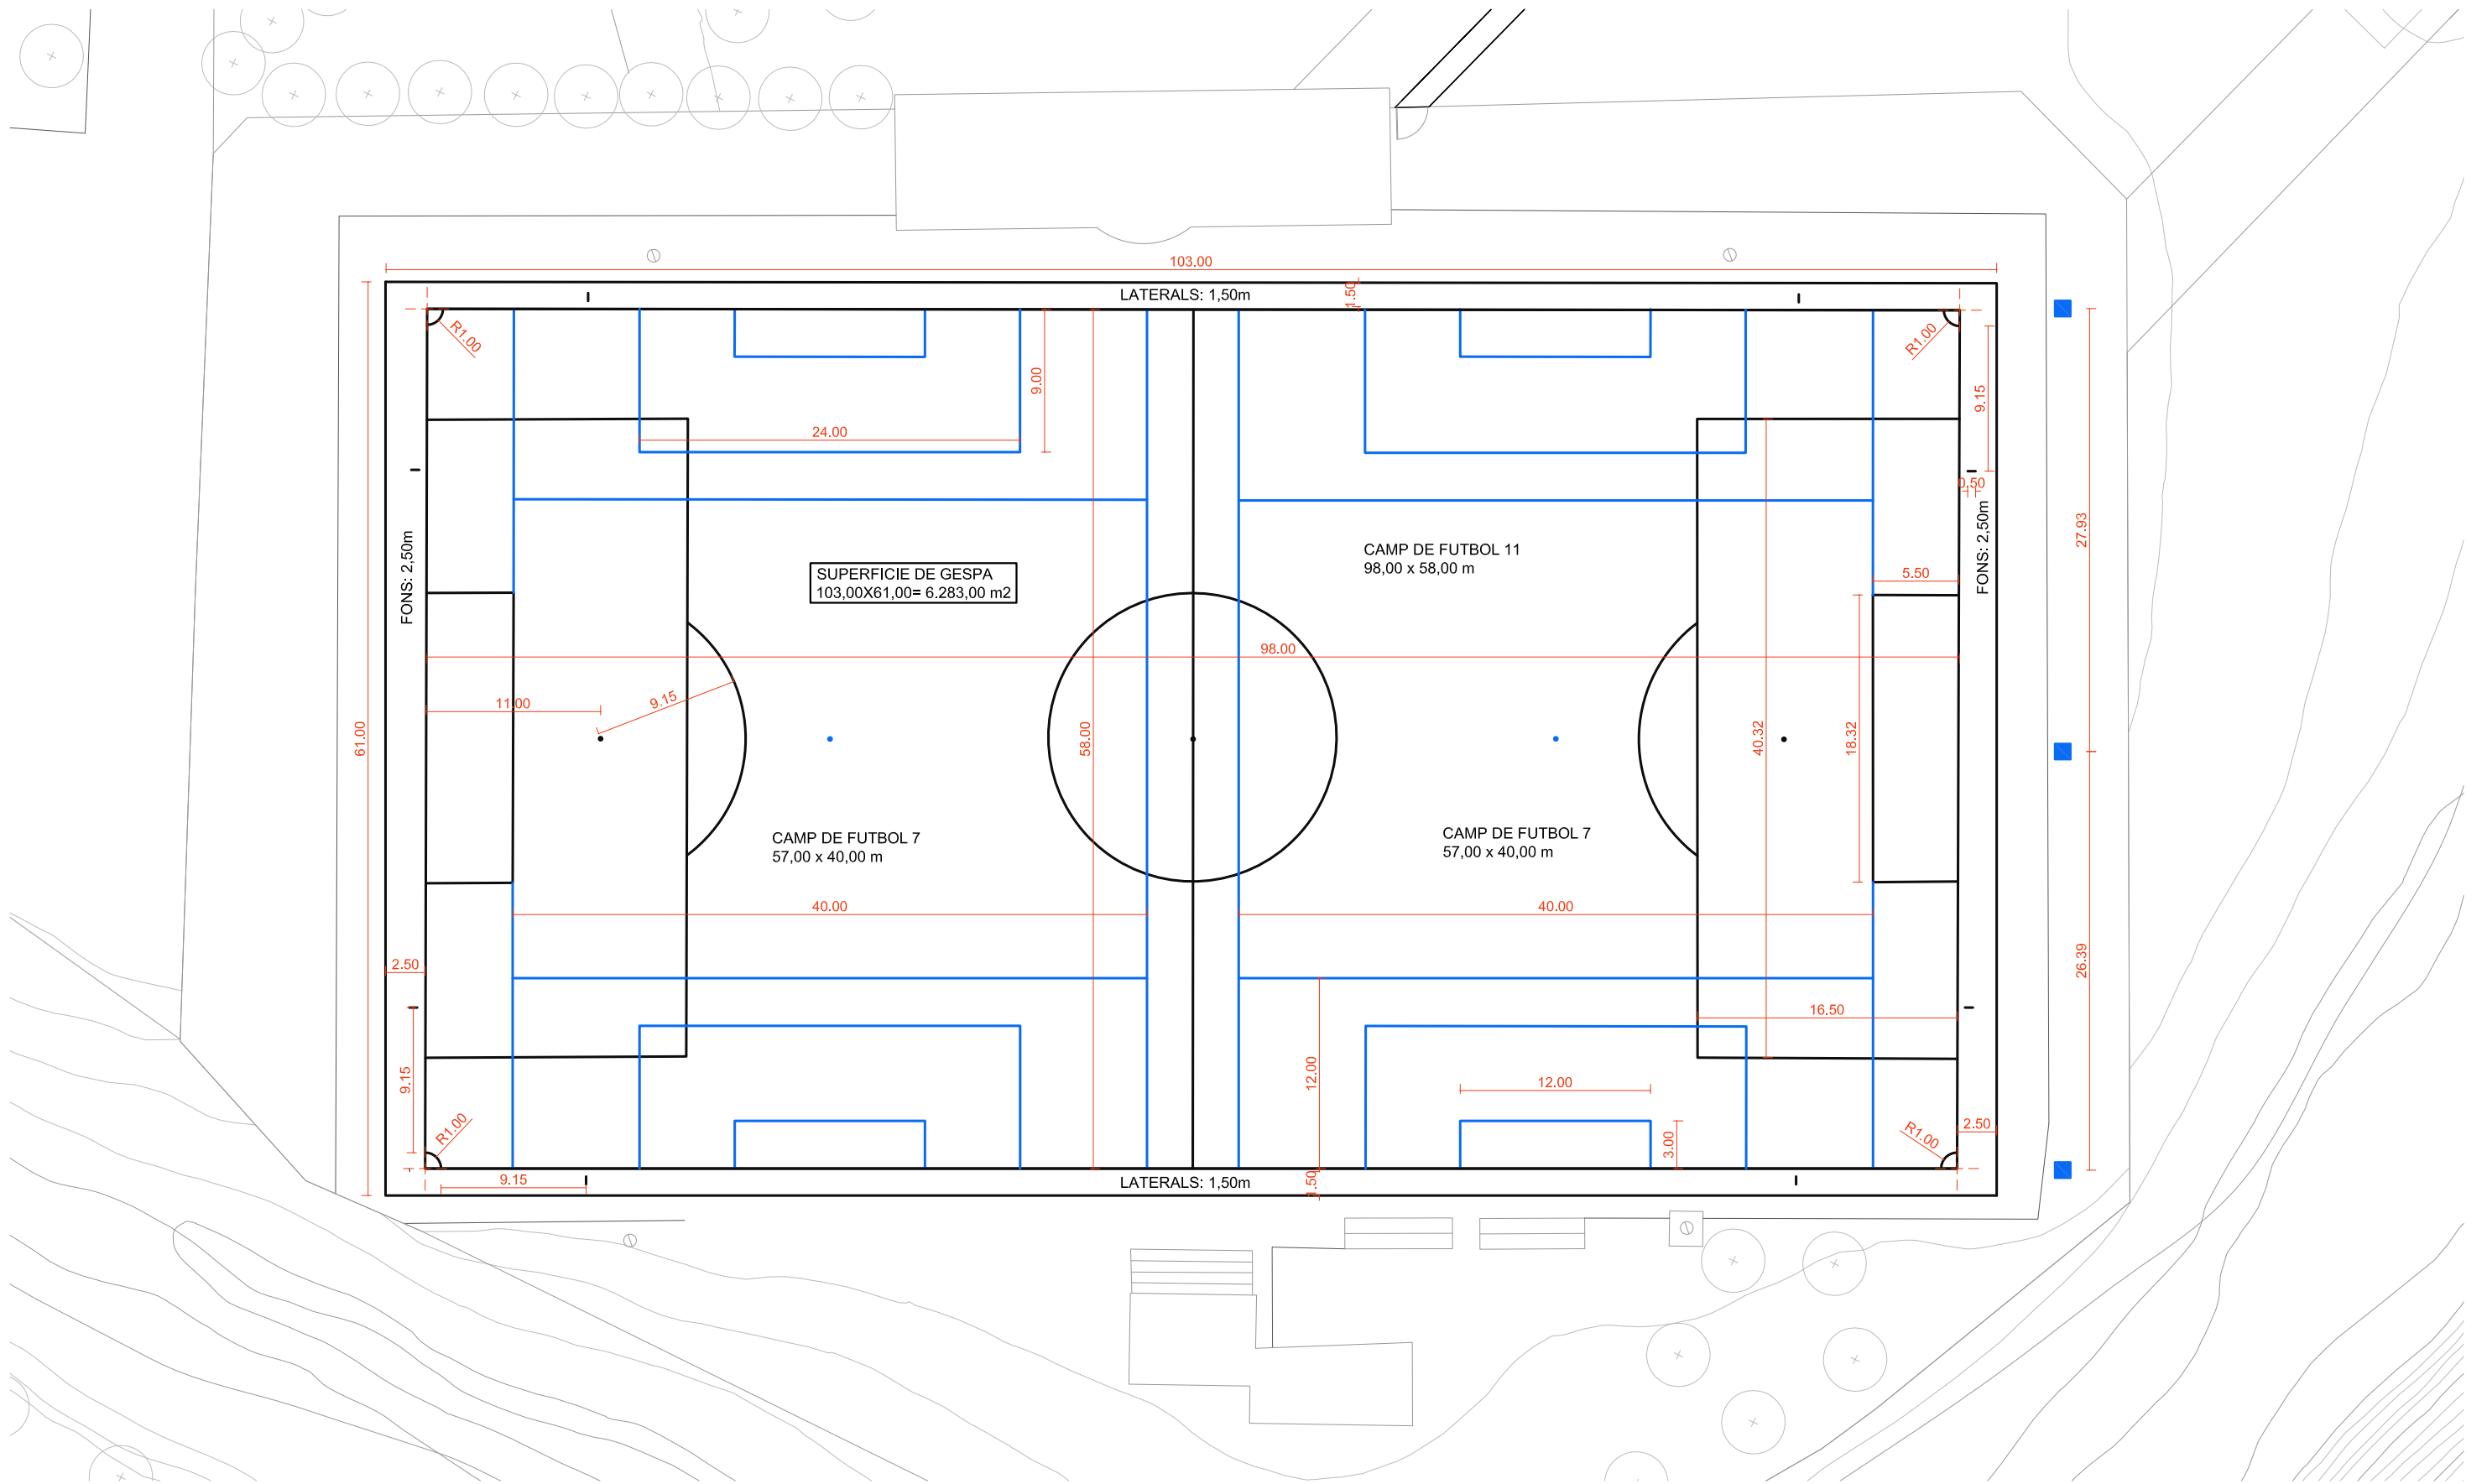 103.00
LATERALS: 1,50m
1.50
R1.00
R1.00
9.00
9.15
24.00
0.50
27.93
FONS: 2,50m
FONS: 2,50m
CAMP DE FUTBOL 11
98,00 x 58,00 m
SUPERFICIE DE GESPA
103,00X61,00= 6.283,00 m2
5.50
98.00
11.00
9.15
61.00
58.00
40.32
18.32
CAMP DE FUTBOL 7
57,00 x 40,00 m
CAMP DE FUTBOL 7
57,00 x 40,00 m
40.00
40.00
2.50
26.39
16.50
9.15
12.00
12.00
R1.00
R1.00
3.00
2.50
9.15
LATERALS: 1,50m
1.50